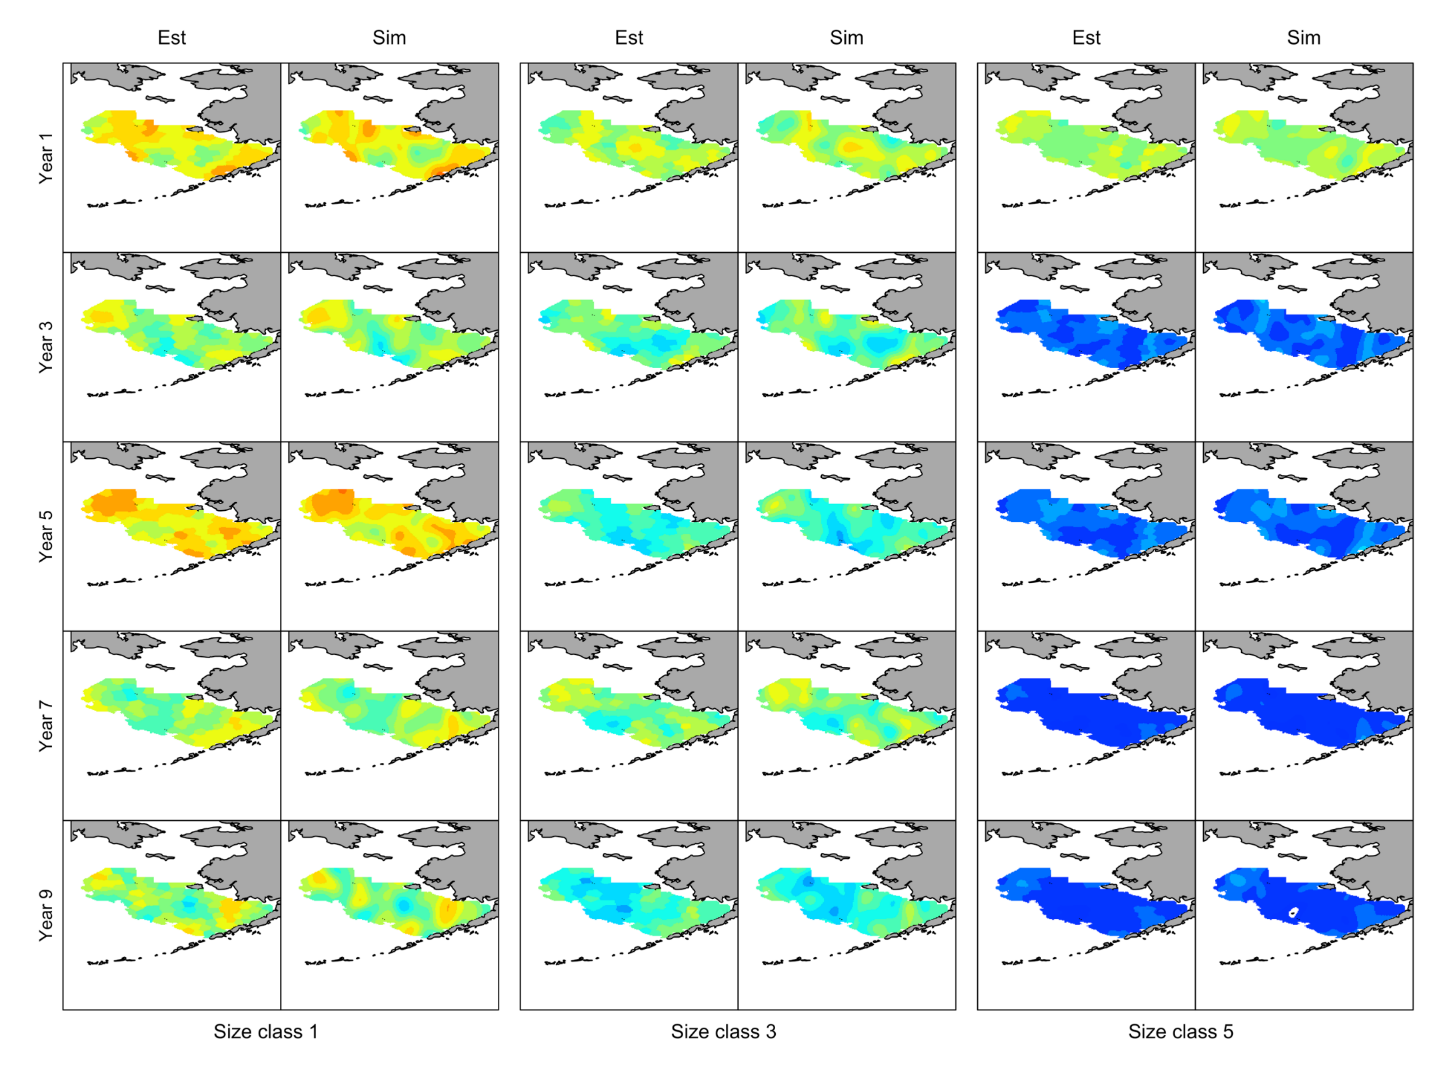 Est Sim Est Sim Est Sim
Year 1
Year 3
Year 5
Year 7
Year 9
Size class 1 Size class 3 Size class 5